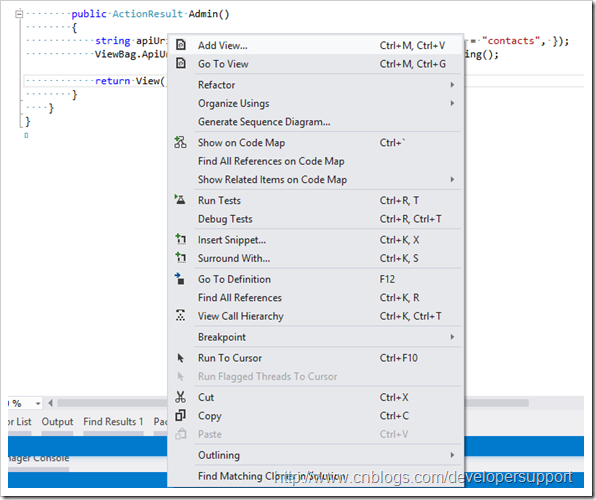 public ActionResult Admin()
{
string apiUri = "contacts", });
ViewBag.ApiUr ing();
return View(
}
}
}
Add View... Ctrl+M, Ctrl+V
Go To View Ctrl+M, Ctrl+G
Refactor
Organize Usings
Generate Sequence Diagram...
Show on Code Map Ctrl+`
Find All References on Code Map
Show Related Items on Code Map
Run Tests Ctrl+R, T
Debug Tests Ctrl+R, Ctrl+T
Insert Snippet... Ctrl+K, X
Surround With... Ctrl+K, S
Go To Definition F12
Find All References Ctrl+K, R
View Call Hierarchy Ctrl+K, Ctrl+T
Breakpoint
Run To Cursor Ctrl+F10
Run Flagged Threads To Cursor
Cut Ctrl+X
Copy Ctrl+C
Paste Ctrl+V
Outlining
Find Matching Clones in Solution
0 %
or List Output Find Results 1 Pac
nager Console
http://www.cnblogs.com/developersupport